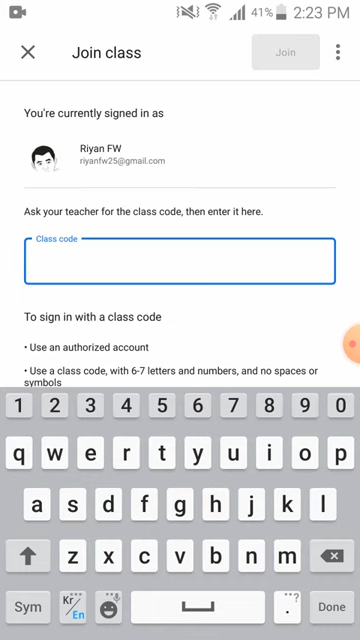 41% 2:23 PM
Join class
Join
You're currently signed in as
Riyan FW
riyanfw25@gmail.com
Ask your teacher for the class code, then enter it here.
Class code
To sign in with a class code
• Use an authorized account
• Use a class code, with 6-7 letters and numbers, and no spaces or
symbols
1 2 3 4 5 6 7 8 9 0
q w e r t y u i o p
a s d f g h j k l
z x c v b n m
Sym Kr/En . ...? Done